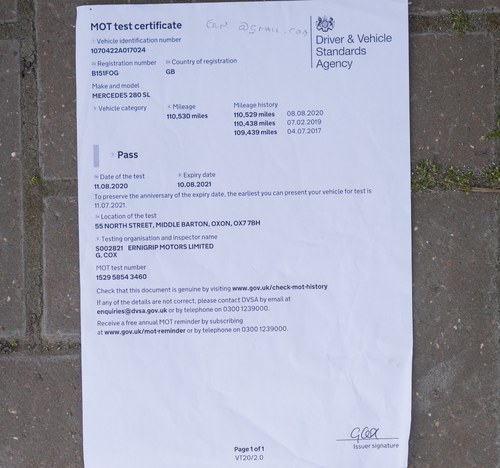 MOT test certificate
Driver & Vehicle
Standards
Agency
Vehicle identification number
1070422A017024
Registration number
B151FOG
Country of registration
GB
Make and model
MERCEDES 280 SL
Vehicle category
Mileage
110,530 miles
Mileage history
110,529 miles 08.08.2020
110,438 miles 07.02.2019
109,439 miles 04.07.2017
Pass
Date of the test
11.08.2020
Expiry date
10.08.2021
To preserve the anniversary of the expiry date, the earliest you can present your vehicle for test is
11.07.2021.
Location of the test
55 NORTH STREET, MIDDLE BARTON, OXON, OX7 7BH
Testing organisation and inspector name
S002821 ERNIGRIP MOTORS LIMITED
G. COX
MOT test number
1529 5854 3460
Check that this document is genuine by visiting www.gov.uk/check-mot-history
If any of the details are not correct, please contact DVSA by email at
enquiries@dvsa.gov.uk or by telephone on 0300 1239000.
Receive a free annual MOT reminder by subscribing
at www.gov.uk/mot-reminder or by telephone on 0300 1239000.
GCox
Issuer signature
Page 1 of 1
VT20/2.0